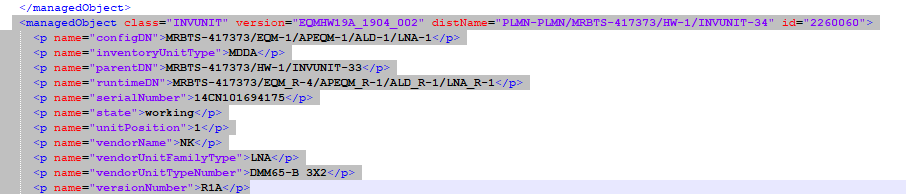 </managedObject>
<managedObject class="INVUNIT" version="EQMHW19A_1904_002" distName="PLMN-PLMN/MRBTS-417373/HW-1/INVUNIT-34" id="2260060">
<p name="configDN">MRBTS-417373/EQM-1/APEQM-1/ALD-1/LNA-1</p>
<p name="inventoryUnitType">MDDA</p>
<p name="parentDN">MRBTS-417373/HW-1/INVUNIT-33</p>
<p name="runtimeDN">MRBTS-417373/EQM_R-4/APEQM_R-1/ALD_R-1/LNA_R-1</p>
<p name="serialNumber">14CN101694175</p>
<p name="state">working</p>
<p name="unitPosition">1</p>
<p name="vendorName">NK</p>
<p name="vendorUnitFamilyType">LNA</p>
<p name="vendorUnitTypeNumber">DMM65-B 3X2</p>
<p name="versionNumber">R1A</p>